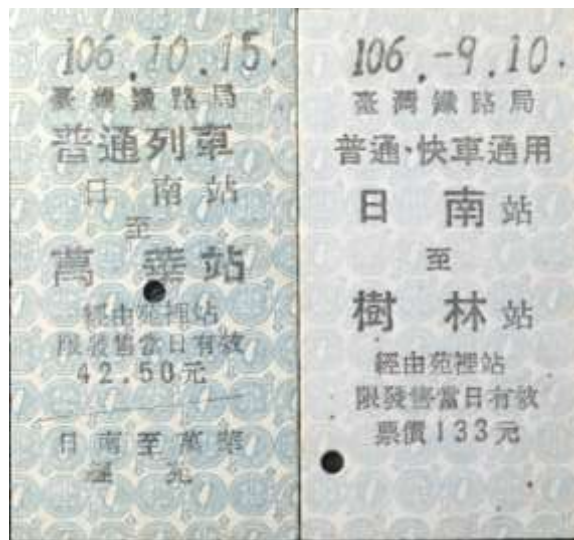 106.10.15.
臺灣鐵路局
普通列車
日南站
至
萬華站
經由苑裡站
限發售當日有效
42.50元
日南至萬華
經苑
106.-9.10.
臺灣鐵路局
普通、快車通用
日南站
至
樹林站
經由苑裡站
限發售當日有效
票價133元